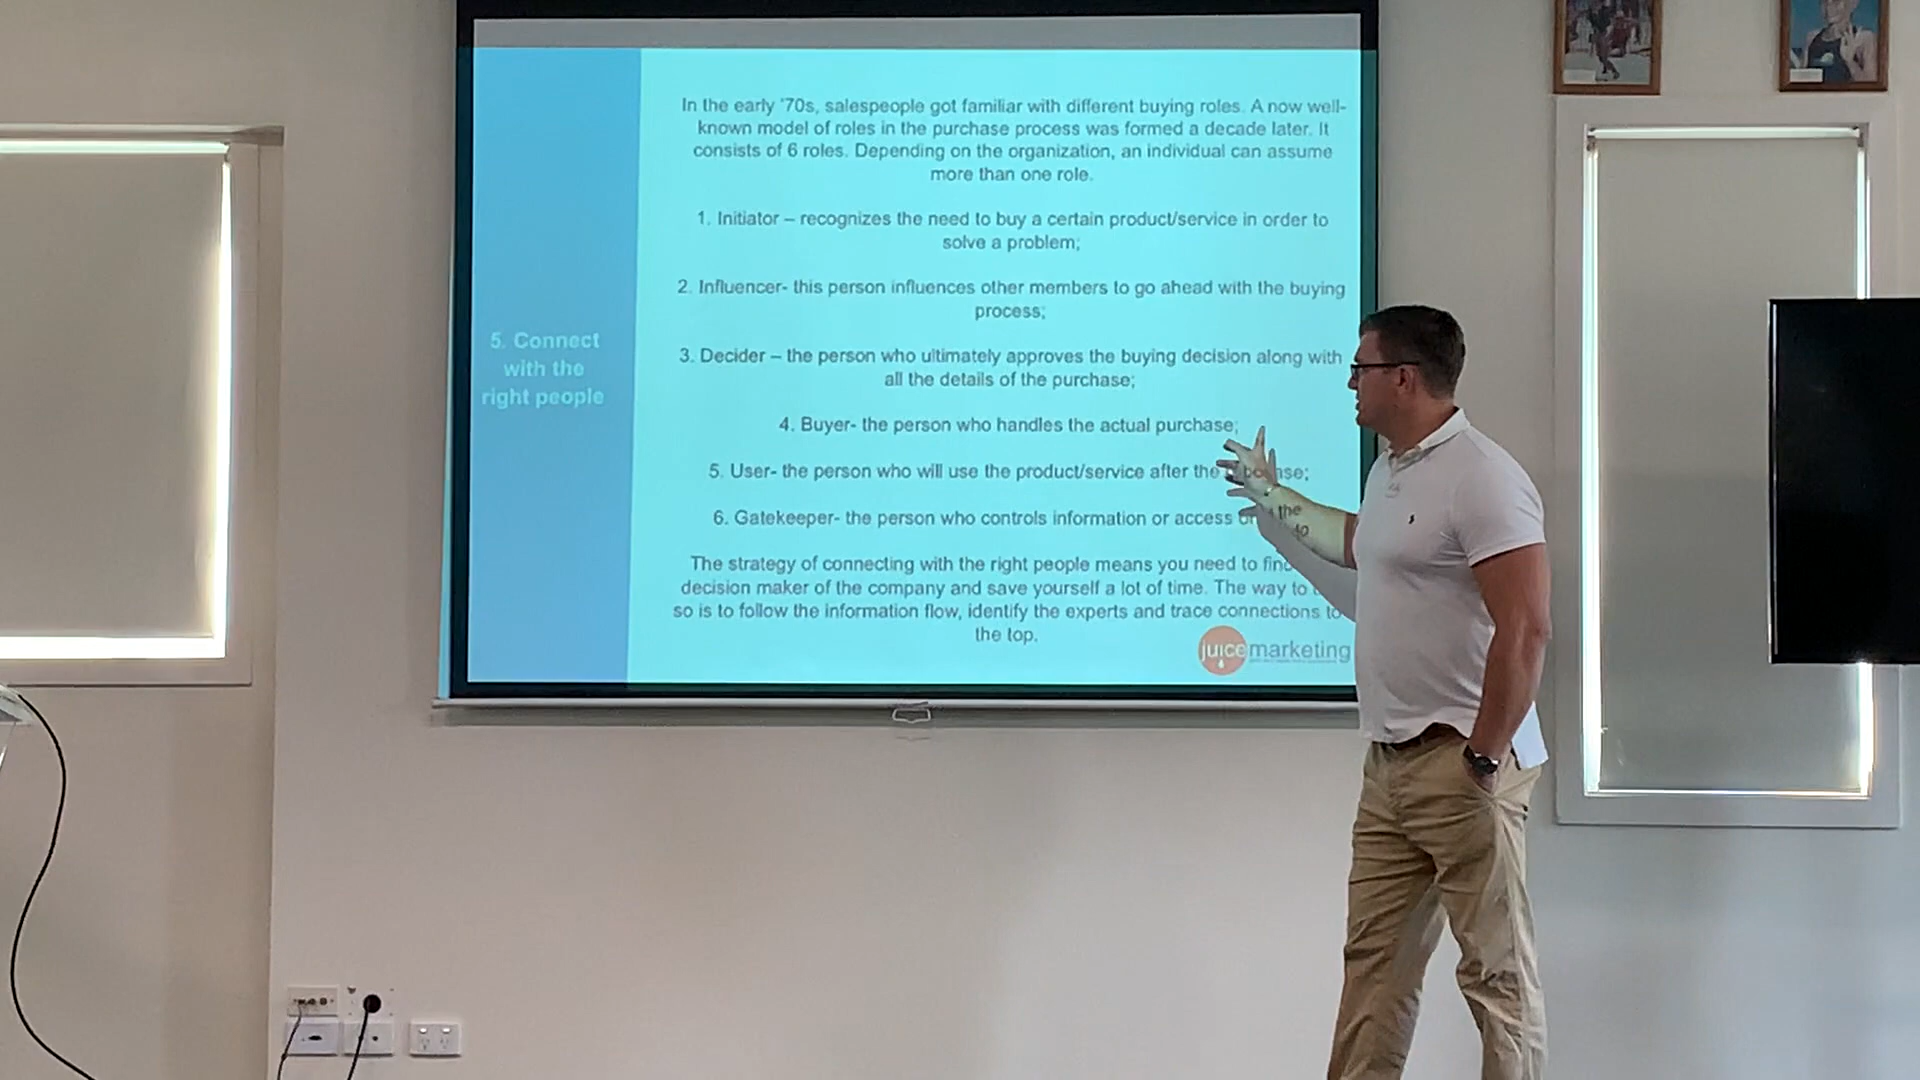 5. Connect
with the
right people
In the early '70s, salespeople got familiar with different buying roles. A now well-
known model of roles in the purchase process was formed a decade later. It
consists of 6 roles. Depending on the organization, an individual can assume
more than one role.
1. Initiator – recognizes the need to buy a certain product/service in order to
solve a problem;
2. Influencer- this person influences other members to go ahead with the buying
process;
3. Decider – the person who ultimately approves the buying decision along with
all the details of the purchase;
4. Buyer- the person who handles the actual purchase;
5. User- the person who will use the product/service after the
6. Gatekeeper- the person who controls information or access
The strategy of connecting with the right people means you need to find the
decision maker of the company and save yourself a lot of time. The way to do
so is to follow the information flow, identify the experts and trace connections to
the top.
juicemarketing